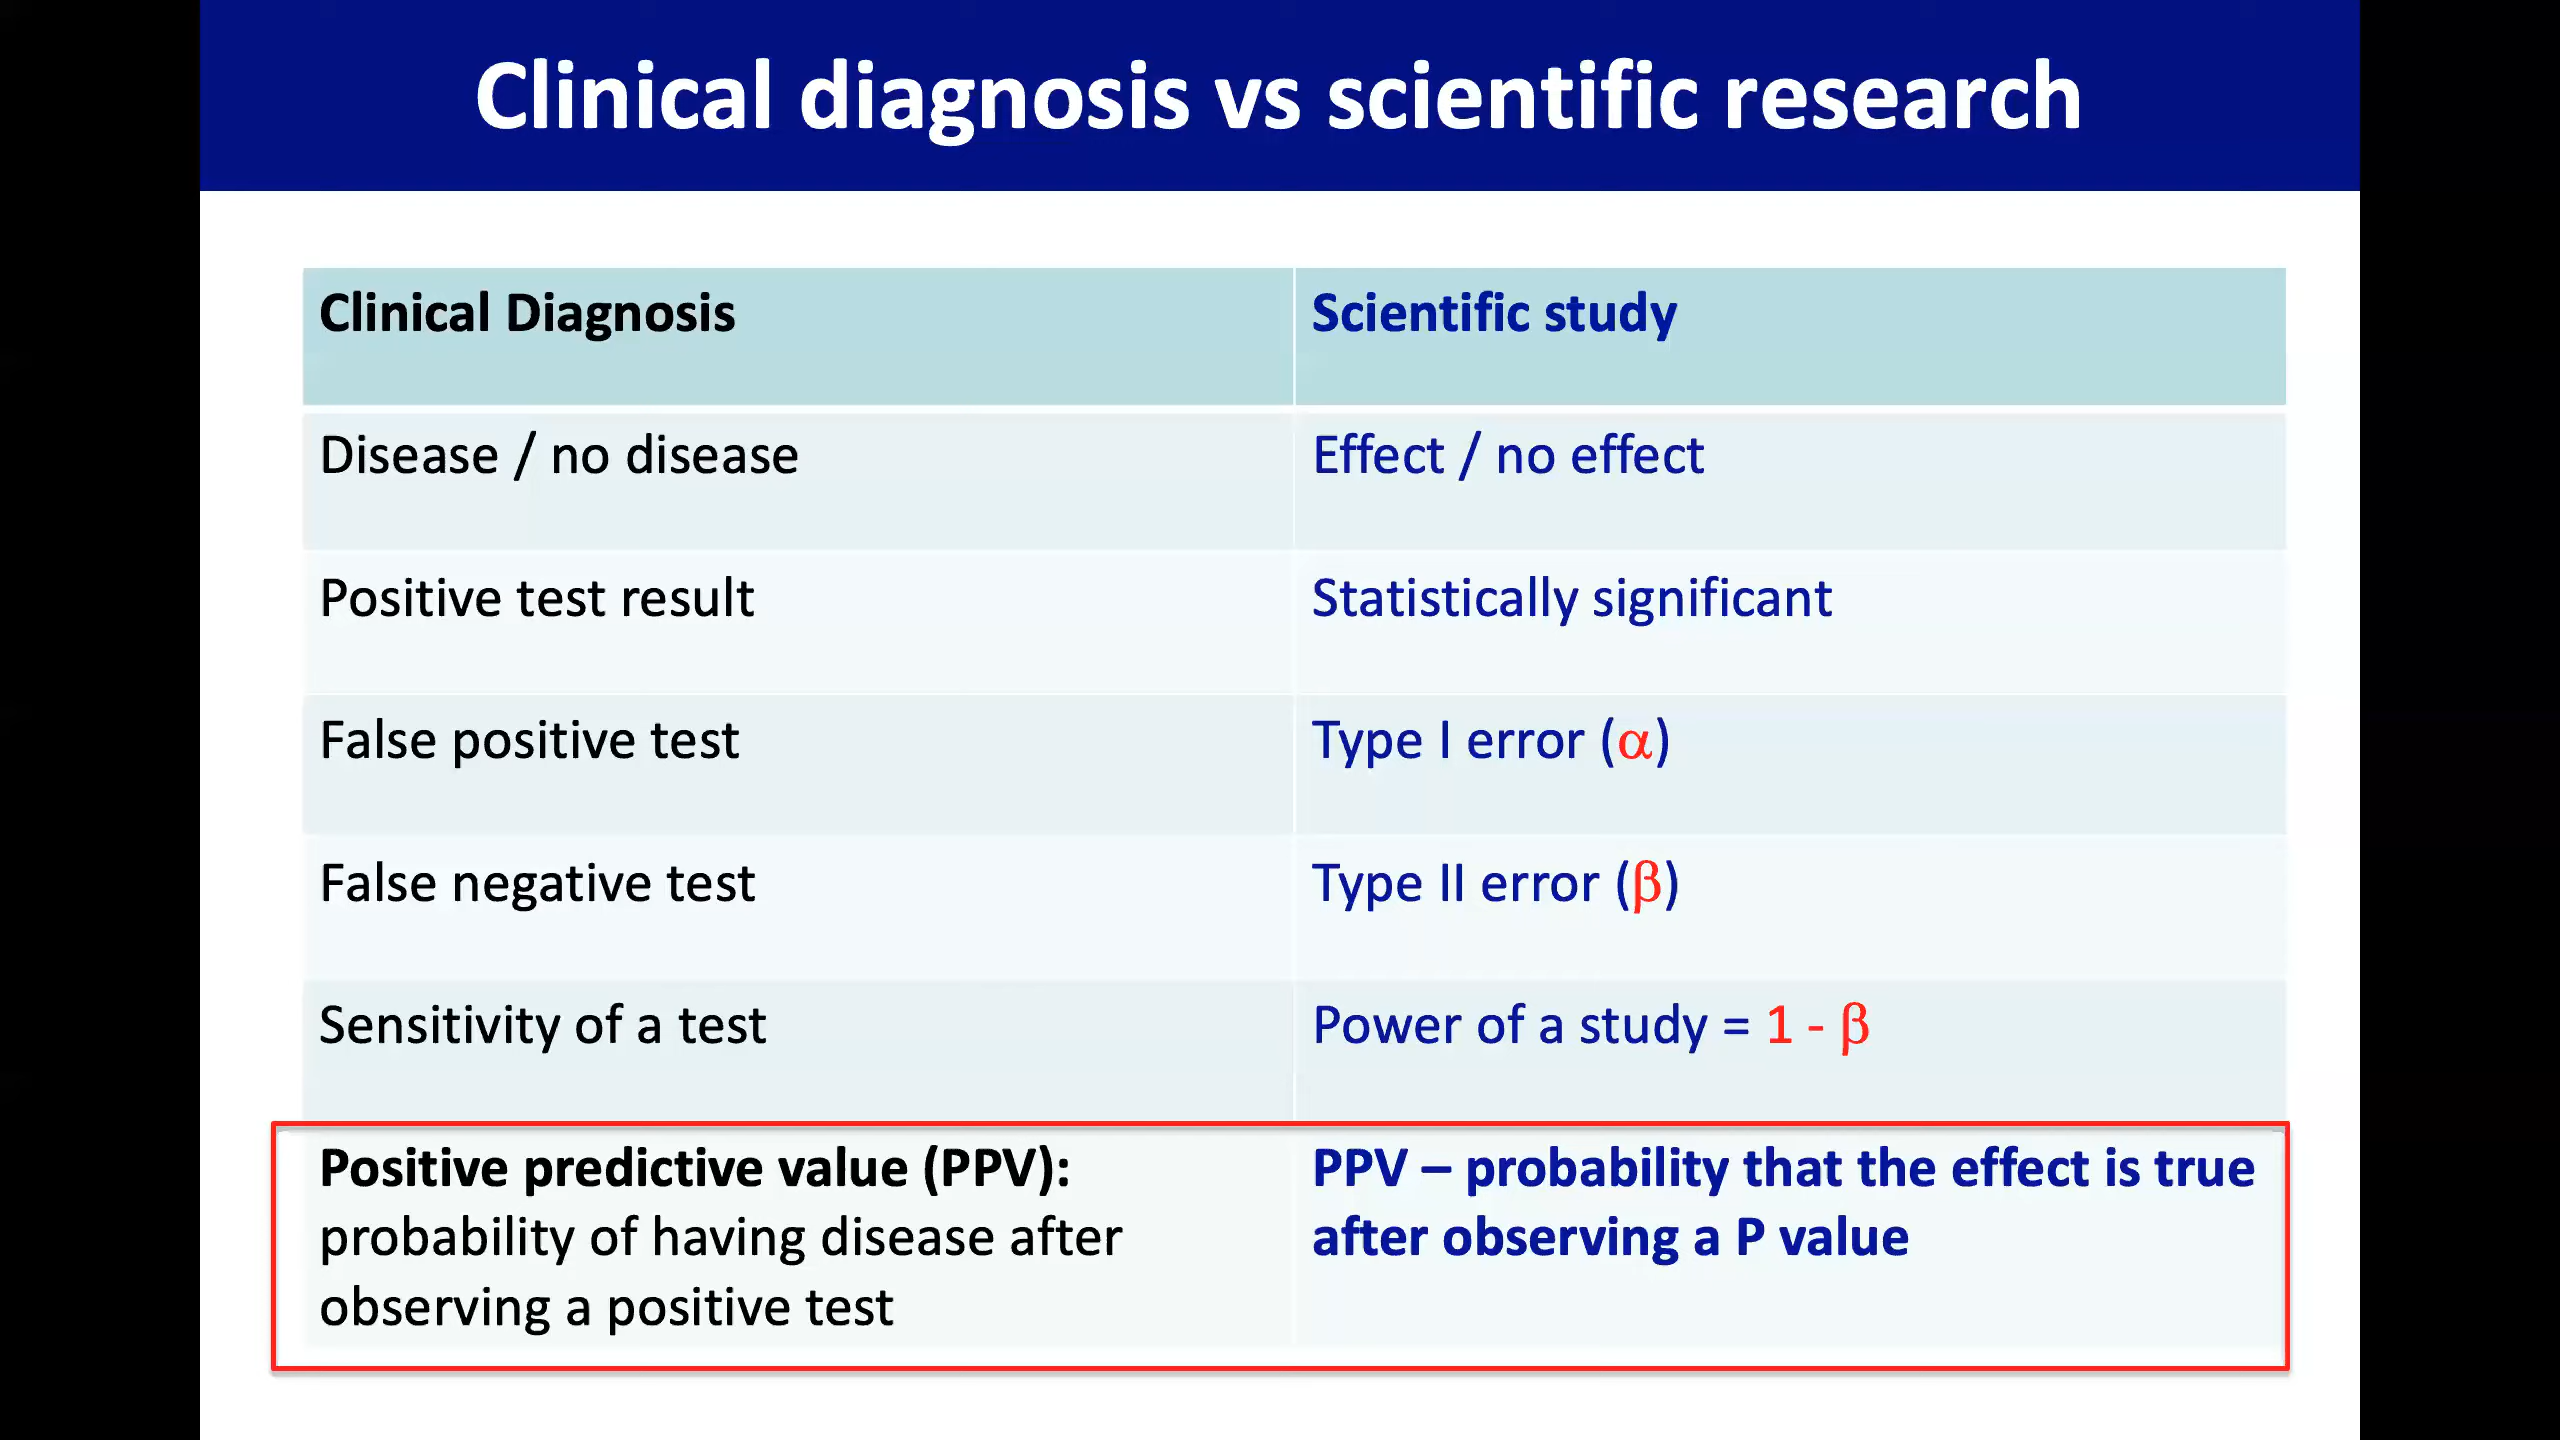 Clinical diagnosis vs scientific research
Clinical Diagnosis
Scientific study
Disease / no disease
Effect / no effect
Positive test result
Statistically significant
False positive test
Type I error (α)
False negative test
Type II error (β)
Sensitivity of a test
Power of a study = 1 - β
Positive predictive value (PPV):
probability of having disease after
observing a positive test
PPV – probability that the effect is true
after observing a P value